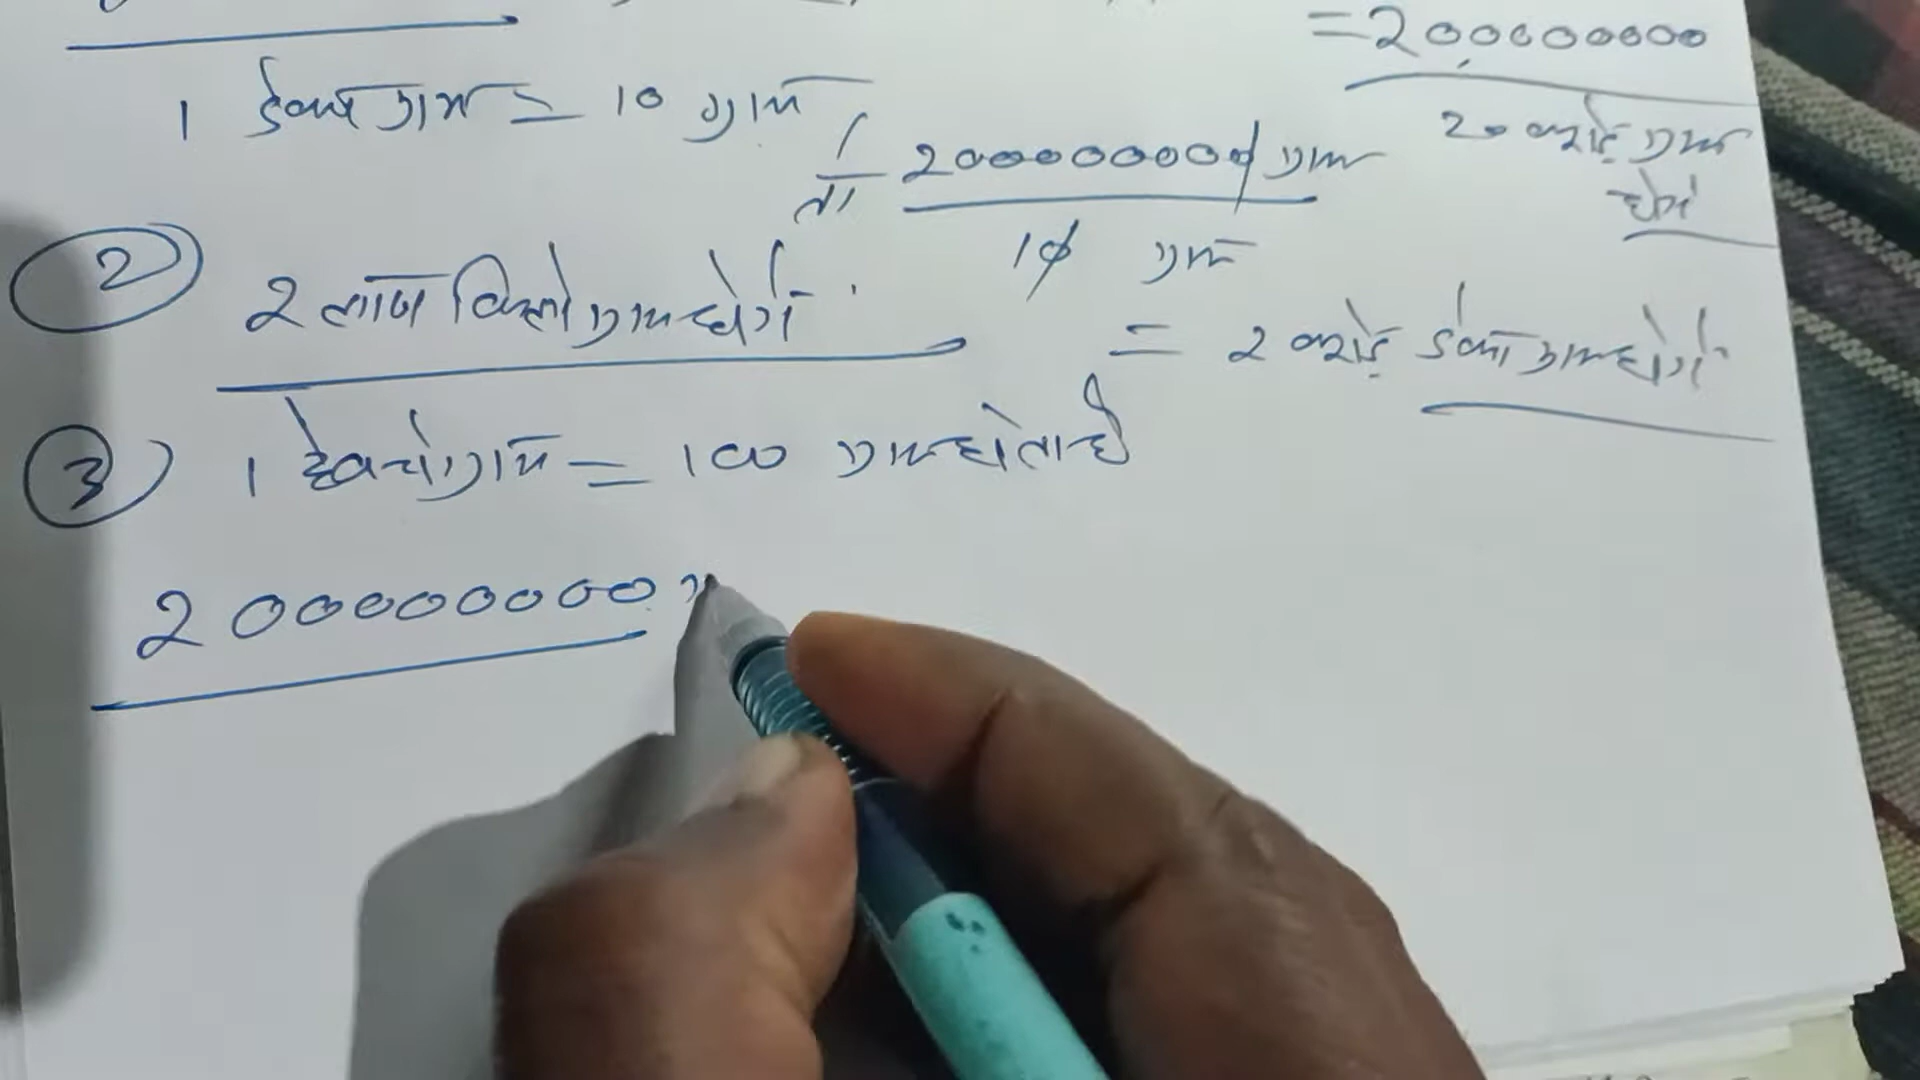 = 200000000
20 करोड़ ग्राम
होंगे
1 डेकाग्राम = 10 ग्राम
तो 200000000 ग्राम
10 ग्राम
= 2 करोड़ डेकाग्राम होंगे
2 2 लाख किलोग्राम होंगे
3 1 हेक्टोग्राम = 100 ग्राम होता है
200000000